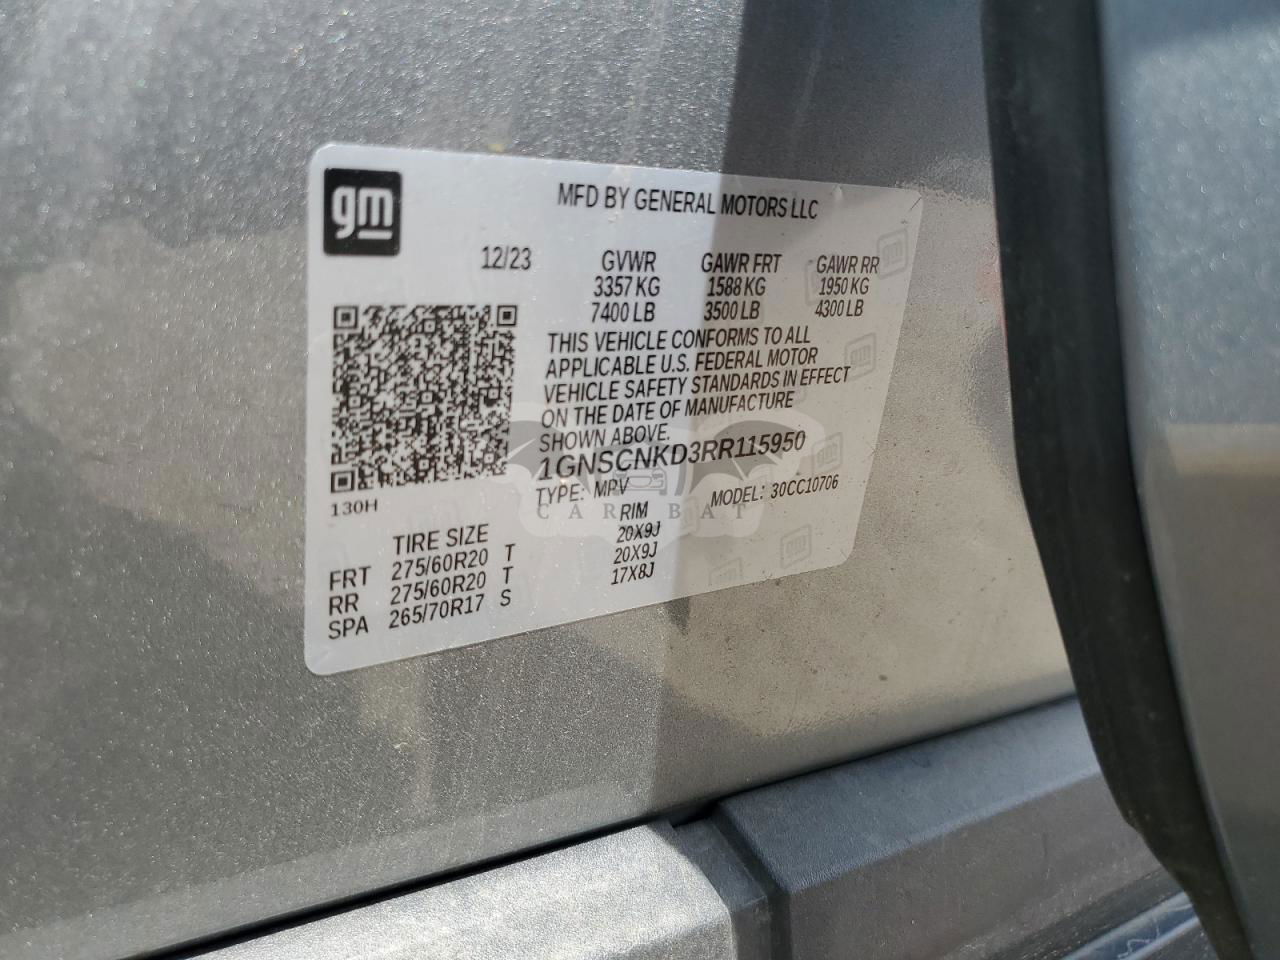 gm
MFD BY GENERAL MOTORS LLC
12/23 GVWR GAWR FRT GAWR RR
3357 KG 1588 KG 1950 KG
7400 LB 3500 LB 4300 LB
THIS VEHICLE CONFORMS TO ALL
APPLICABLE U.S. FEDERAL MOTOR
VEHICLE SAFETY STANDARDS IN EFFECT
ON THE DATE OF MANUFACTURE
SHOWN ABOVE.
1GNSCNKD3RR115950
130H
TYPE: MPV MODEL: 30CC10706
CAR BAT
TIRE SIZE RIM
FRT 275/60R20 T 20X9J
RR 275/60R20 T 20X9J
SPA 265/70R17 S 17X8J